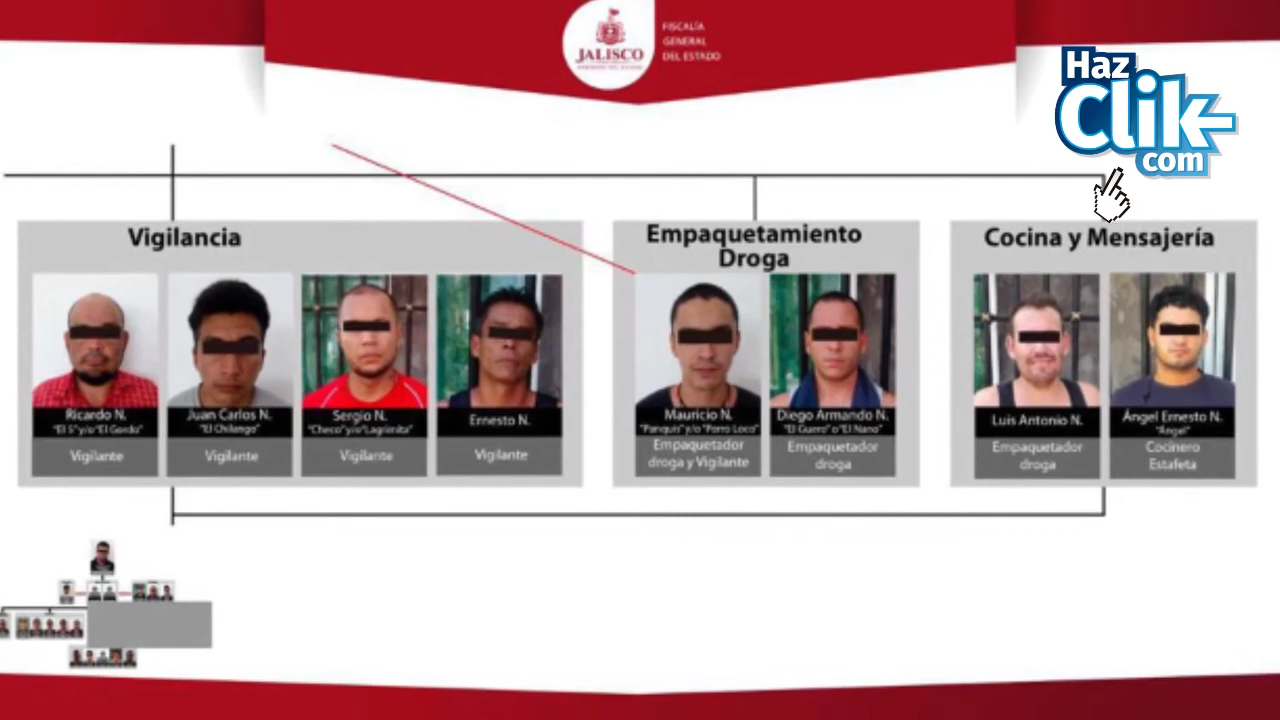 JALISCO
FISCALÍA
GENERAL
DEL ESTADO
Haz
Clik
com
Vigilancia
Empaquetamiento
Droga
Cocina y Mensajería
Ricardo N.
"El S" y/o "El Gordo"
Vigilante
Juan Carlos N.
"El Chilango"
Vigilante
Sergio N.
"Checo" y/o "Lagrimita"
Vigilante
Ernesto N.
Vigilante
Mauricio N.
"Panquis" y/o "Perro Loco"
Empaquetador
droga y Vigilante
Diego Armando N.
"El Guero" o "El Nano"
Empaquetador
droga
Luis Antonio N.
Empaquetador
droga
Ángel Ernesto N.
"Ángel"
Cocinero
Estafeta